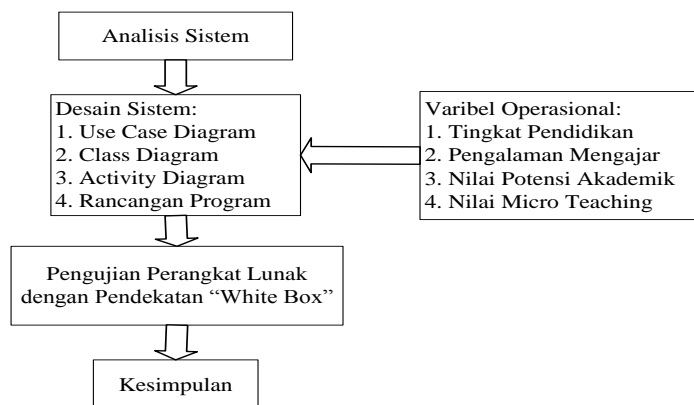 Analisis Sistem
Desain Sistem:
1. Use Case Diagram
2. Class Diagram
3. Activity Diagram
4. Rancangan Program
Varibel Operasional:
1. Tingkat Pendidikan
2. Pengalaman Mengajar
3. Nilai Potensi Akademik
4. Nilai Micro Teaching
Pengujian Perangkat Lunak
dengan Pendekatan “White Box”
Kesimpulan